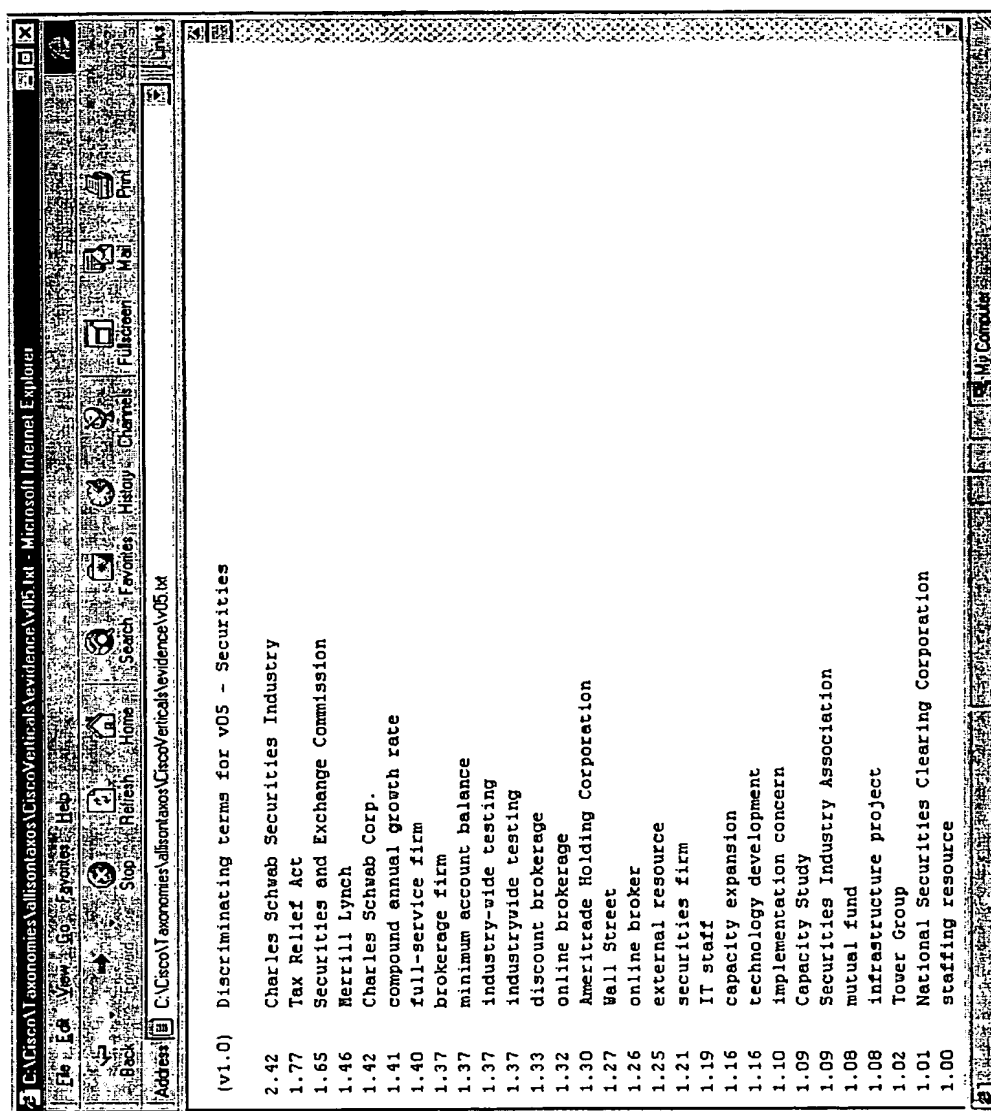 C:\Cisco\Taxonomies\allisontaxos\CiscoVerticals\evidence\v05.txt - Microsoft Internet Explorer
File Edit View Go Favorites Help
Back Stop Refresh Home Search Favorites History Channels Fullscreen Mail Print
Address C:\Cisco\Taxonomies\allisontaxos\CiscoVerticals\evidence\v05.txt Links
(v1.0) Discriminating terms for v05 - Securities
2.42 Charles Schwab Securities Industry
1.77 Tax Relief Act
1.65 Securities and Exchange Commission
1.46 Merrill Lynch
1.42 Charles Schwab Corp.
1.41 compound annual growth rate
1.40 full-service firm
1.37 brokerage firm
1.37 minimum account balance
1.37 industry-wide testing
1.37 industrywide testing
1.33 discount brokerage
1.32 online brokerage
1.30 Ameritrade Holding Corporation
1.27 Wall Street
1.26 online broker
1.25 external resource
1.21 securities firm
1.19 IT staff
1.16 capacity expansion
1.16 technology development
1.10 implementation concern
1.09 Capacity Study
1.09 Securities Industry Association
1.08 mutual fund
1.08 infrastructure project
1.02 Tower Group
1.01 National Securities Clearing Corporation
1.00 staffing resource
My Computer